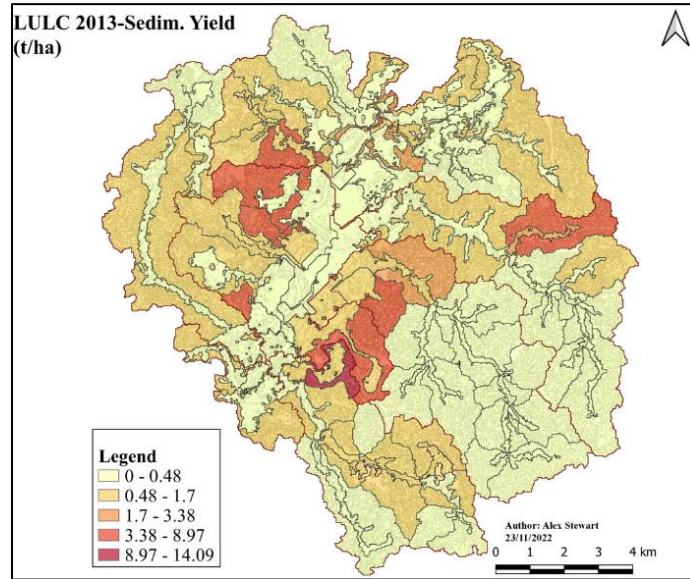 LULC 2013-Sedim. Yield
(t/ha)
Legend
0 - 0.48
0.48 - 1.7
1.7 - 3.38
3.38 - 8.97
8.97 - 14.09
Author: Alex Stewart
23/11/2022
0 1 2 3 4 km